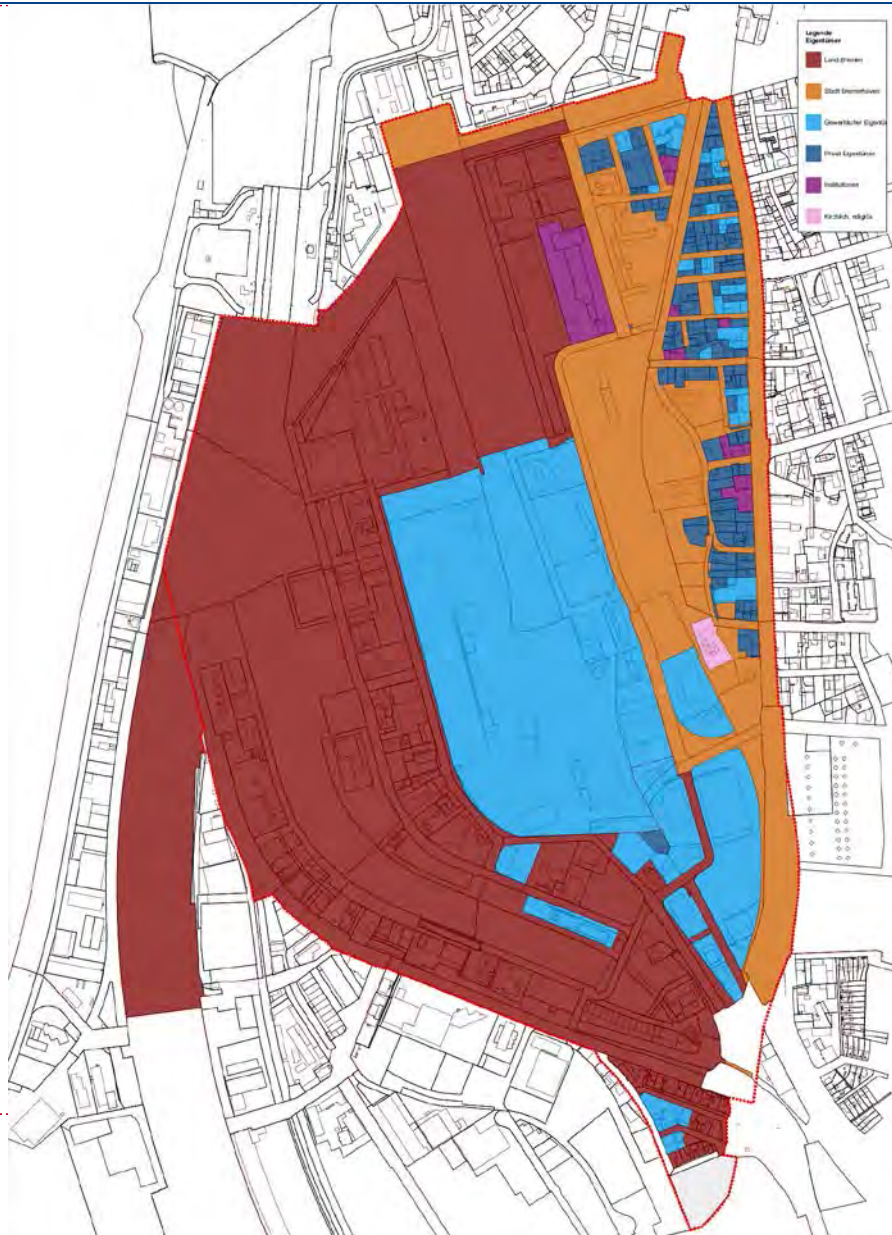 Legende
Eigentümer
Land Bremen
Stadt Bremerhaven
Gewerblicher Eigentü
Privat Eigentümer
Institutionen
Kirchlich, religiös